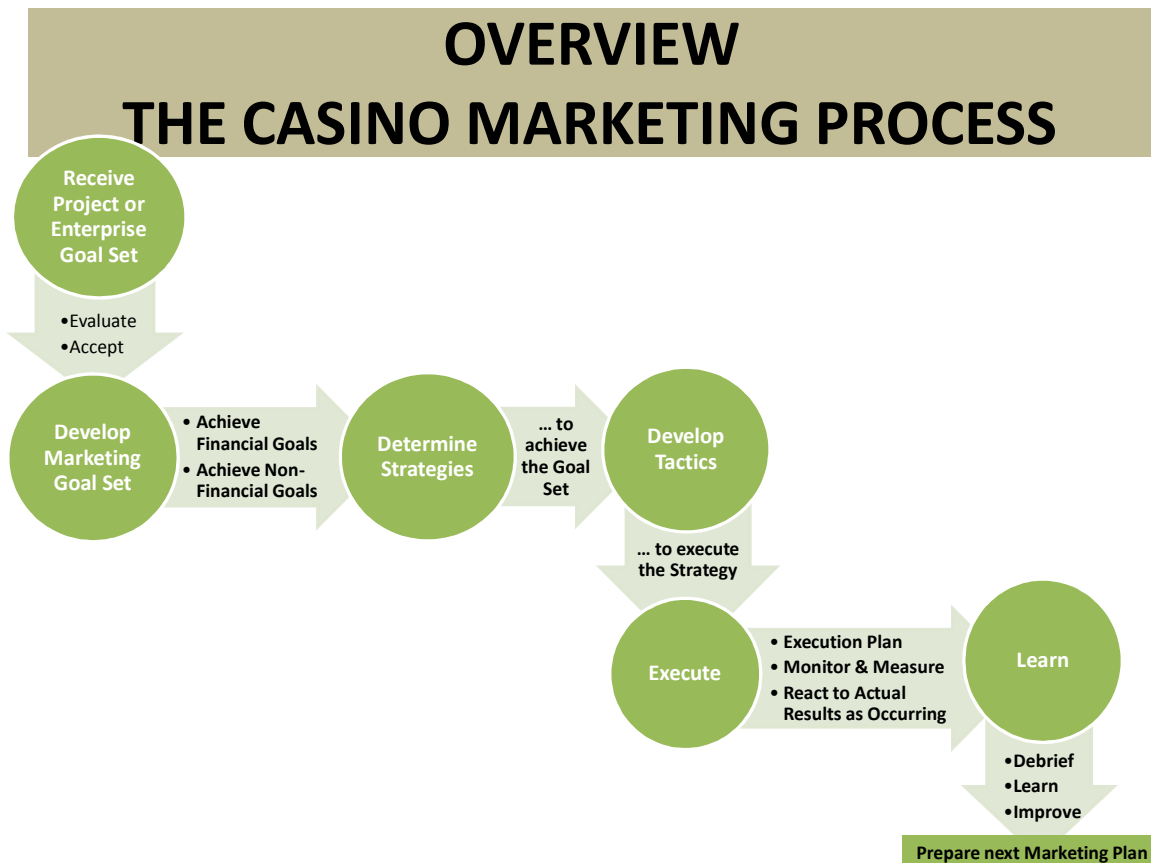 OVERVIEW
THE CASINO MARKETING PROCESS
Receive
Project or
Enterprise
Goal Set
•Evaluate
•Accept
Develop
Marketing
Goal Set
• Achieve
Financial Goals
• Achieve Non-
Financial Goals
Determine
Strategies
... to
achieve
the Goal
Set
Develop
Tactics
... to execute
the Strategy
Execute
• Execution Plan
• Monitor & Measure
• React to Actual
Results as Occurring
Learn
•Debrief
•Learn
•Improve
Prepare next Marketing Plan